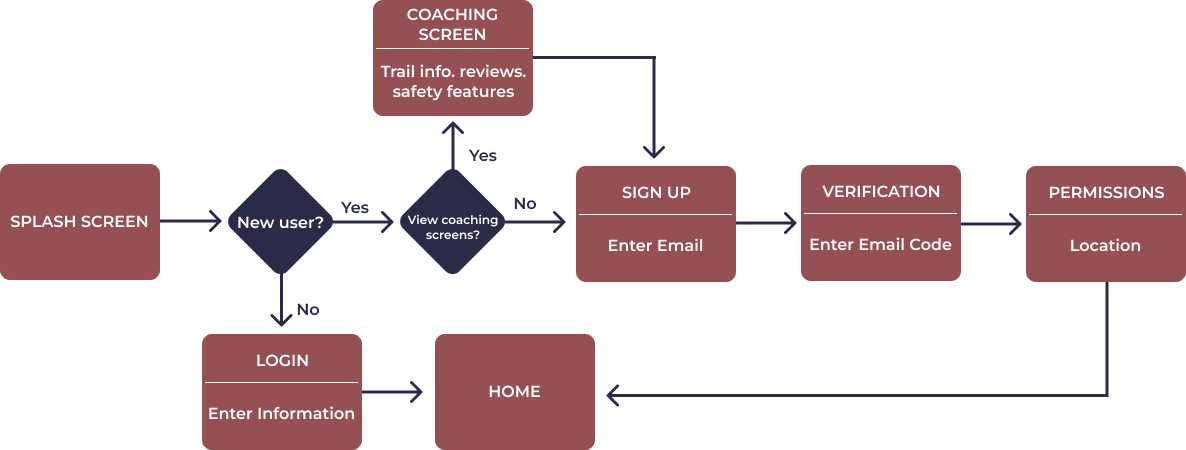 COACHING
SCREEN
Trail info. reviews.
safety features
Yes
SPLASH SCREEN
New user?
Yes
View coaching
screens?
No
SIGN UP
Enter Email
VERIFICATION
Enter Email Code
PERMISSIONS
Location
No
LOGIN
Enter Information
HOME